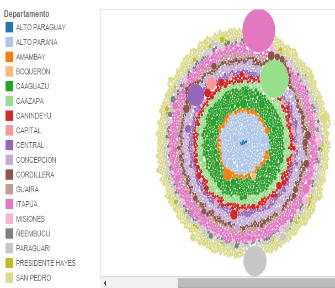 Departamento
ALTO PARAGUAY
ALTO PARANA
AMAMBAY
BOQUERON
CAAGUAZU
CAAZAPA
CANINDEYU
CAPITAL
CENTRAL
CONCEPCION
CORDILLERA
GUAIRA
ITAPUA
MISIONES
ÑEEMBUCU
PARAGUARI
PRESIDENTE HAYES
SAN PEDRO